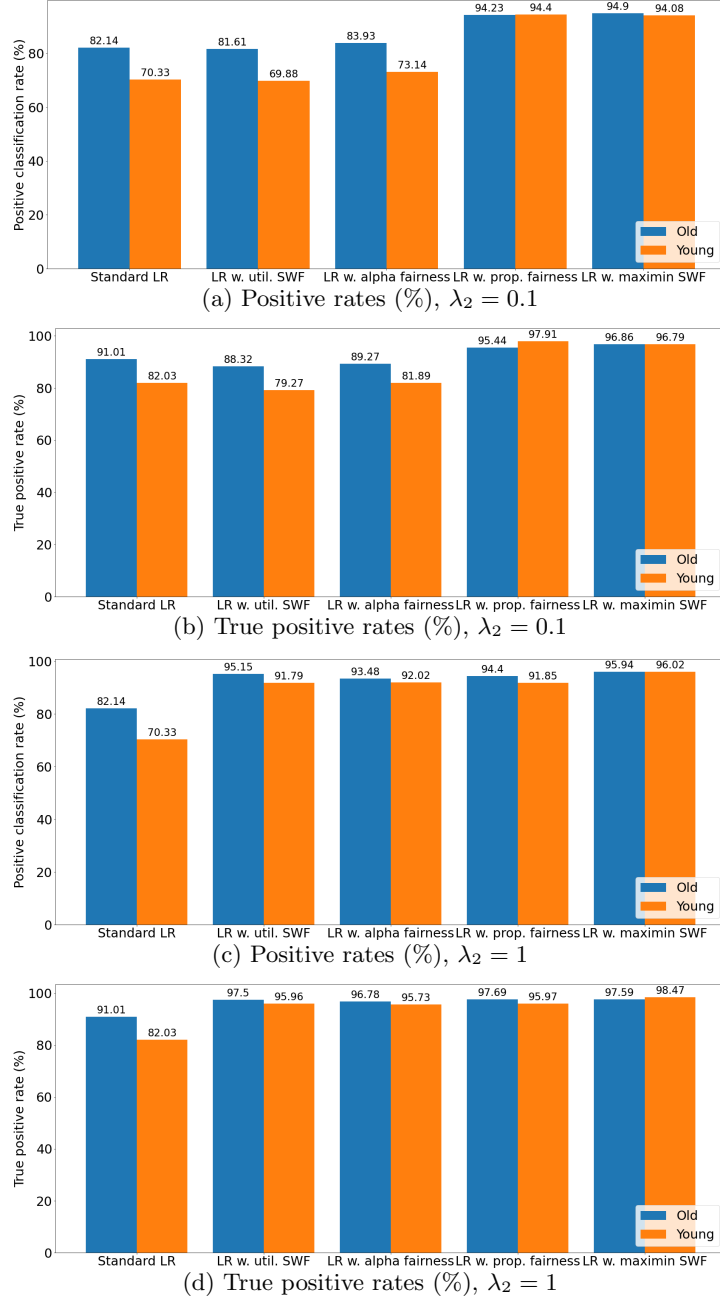 94.23 94.4 94.9 94.08
82.14 70.33 81.61 69.88 83.93 73.14
Positive classification rate (%)
80
60
40
20
0
Old
Young
Standard LR LR w. util. SWF LR w. alpha fairness LR w. prop. fairness LR w. maximin SWF
(a) Positive rates (%), λ₂ = 0.1
100
80
60
40
20
0
True positive rate (%)
91.01 82.03 88.32 79.27 89.27 81.89 95.44 97.91 96.86 96.79
Old
Young
Standard LR LR w. util. SWF LR w. alpha fairness LR w. prop. fairness LR w. maximin SWF
(b) True positive rates (%), λ₂ = 0.1
100
80
60
40
20
0
Positive classification rate (%)
82.14 70.33 95.15 91.79 93.48 92.02 94.4 91.85 95.94 96.02
Old
Young
Standard LR LR w. util. SWF LR w. alpha fairness LR w. prop. fairness LR w. maximin SWF
(c) Positive rates (%), λ₂ = 1
100
80
60
40
20
0
True positive rate (%)
91.01 82.03 97.5 95.96 96.78 95.73 97.69 95.97 97.59 98.47
Old
Young
Standard LR LR w. util. SWF LR w. alpha fairness LR w. prop. fairness LR w. maximin SWF
(d) True positive rates (%), λ₂ = 1